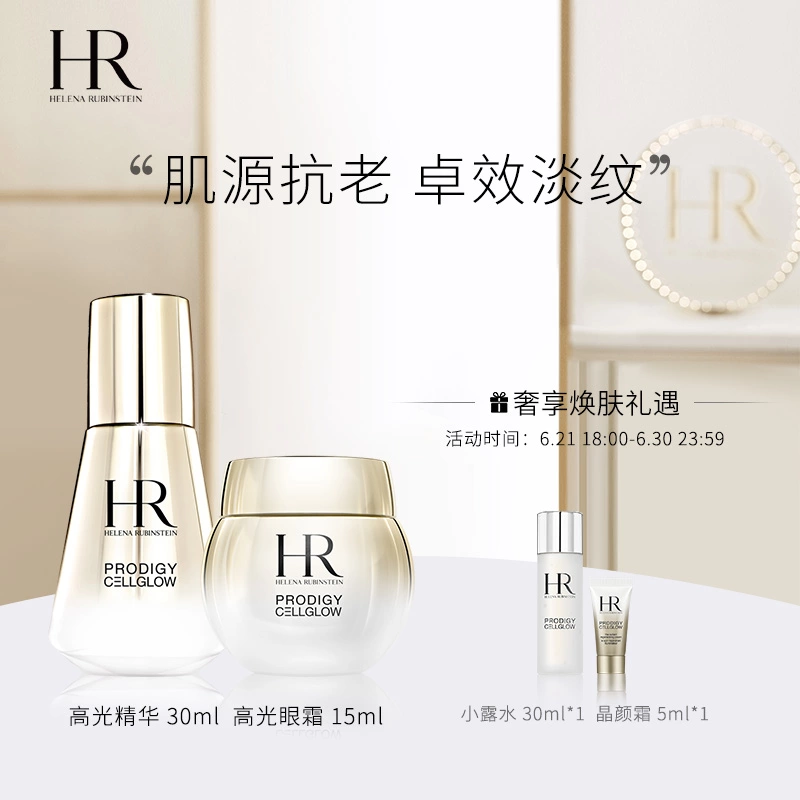 HR
HELENA RUBINSTEIN
“肌源抗老 卓效淡纹”
HR
奢享焕肤礼遇
活动时间：6.21 18:00-6.30 23:59
HR
HELENA RUBINSTEIN
PRODIGY
CELLGLOW
HR
HELENA RUBINSTEIN
PRODIGY
CELLGLOW
HR
HELENA RUBINSTEIN
PRODIGY
CELLGLOW
HR
PRODIGY
CELLGLOW
高光精华 30ml 高光眼霜 15ml
小露水 30ml*1 晶颜霜 5ml*1